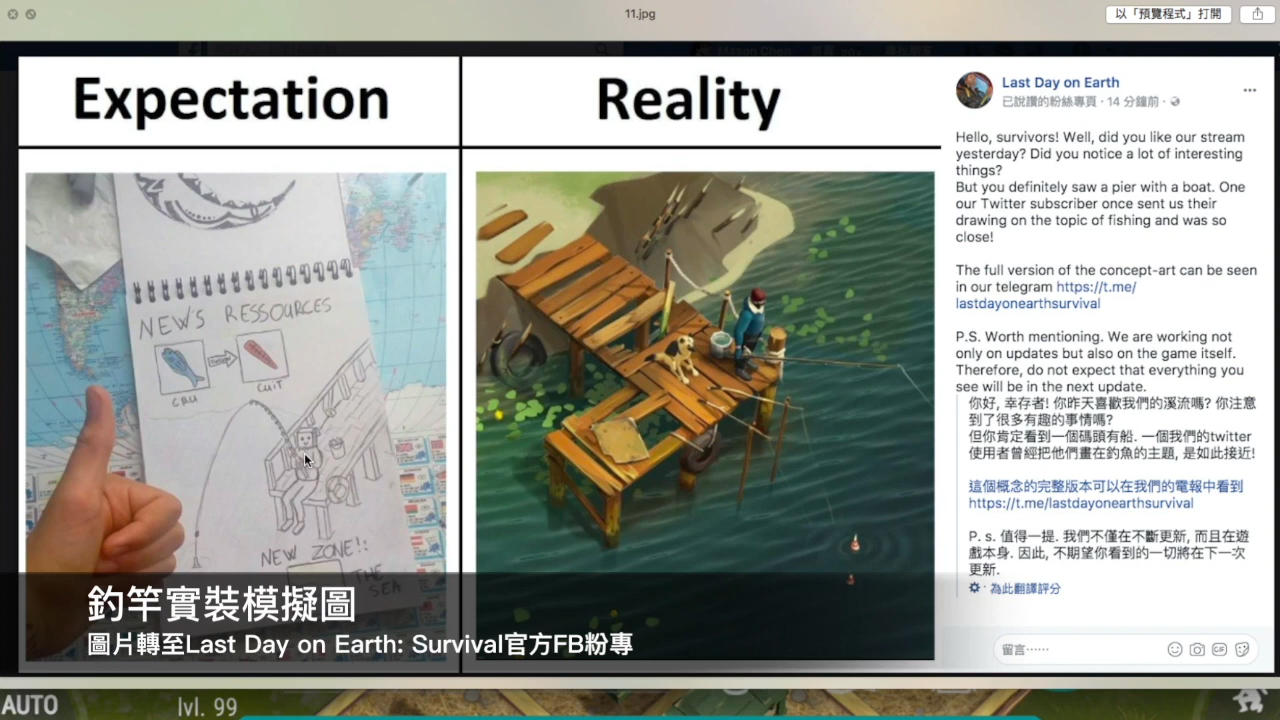 11.jpg
以「預覽程式」打開
Expectation
Reality
NEWS RESSOURCES
CRU
CUIT
NEW ZONE!:
THE SEA
Last Day on Earth
已說讚的粉絲專頁 · 14 分鐘前 ·
Hello, survivors! Well, did you like our stream
yesterday? Did you notice a lot of interesting
things?
But you definitely saw a pier with a boat. One
our Twitter subscriber once sent us their
drawing on the topic of fishing and was so
close!
The full version of the concept-art can be seen
in our telegram https://t.me/
lastdayonearthsurvival
P.S. Worth mentioning. We are working not
only on updates but also on the game itself.
Therefore, do not expect that everything you
see will be in the next update.
你好, 幸存者! 你昨天喜歡我們的溪流嗎? 你注意
到了很多有趣的事情嗎?
但你肯定看到一個碼頭有船. 一個我們的twitter
使用者曾經把他們畫在釣魚的主題, 是如此接近!
這個概念的完整版本可以在我們的電報中看到
https://t.me/lastdayonearthsurvival
P. s. 值得一提. 我們不僅在不斷更新, 而且在遊
戲本身. 因此, 不期望你看到的一切將在下一次
更新.
· 為此翻譯評分
留言⋯⋯
GIF
釣竿實裝模擬圖
圖片轉至Last Day on Earth: Survival官方FB粉專
AUTO
lvl. 99